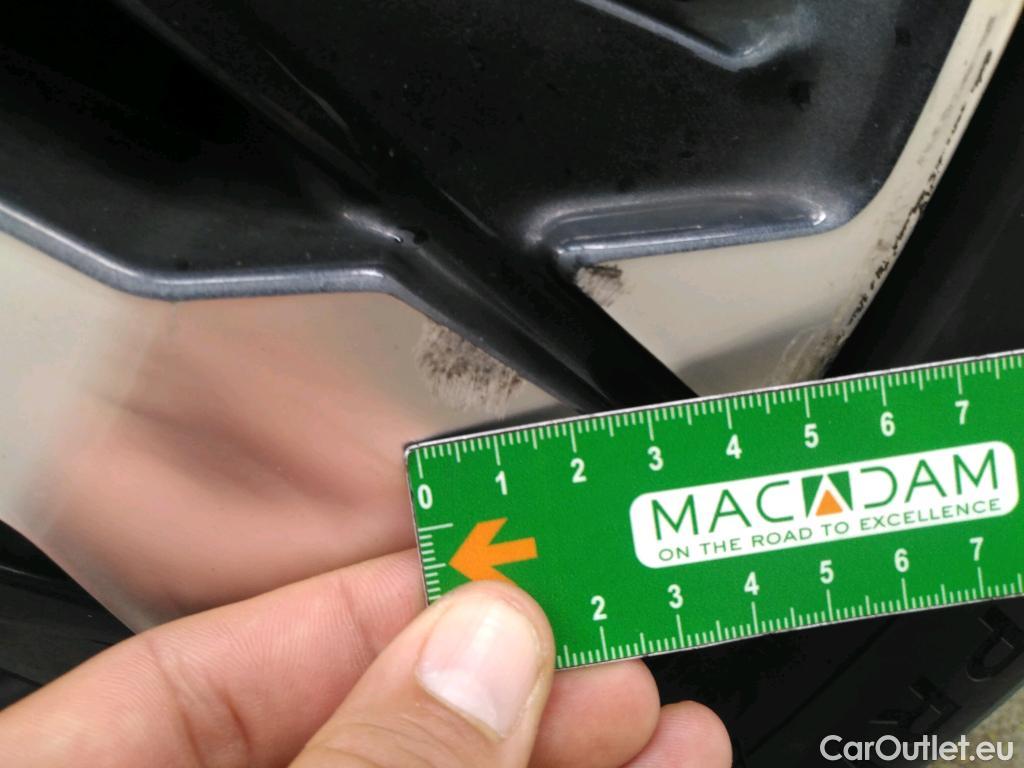 0 1 2 3 4 5 6 7
MACADAM
ON THE ROAD TO EXCELLENCE
2 3 4 5 6 7
CarOutlet.eu